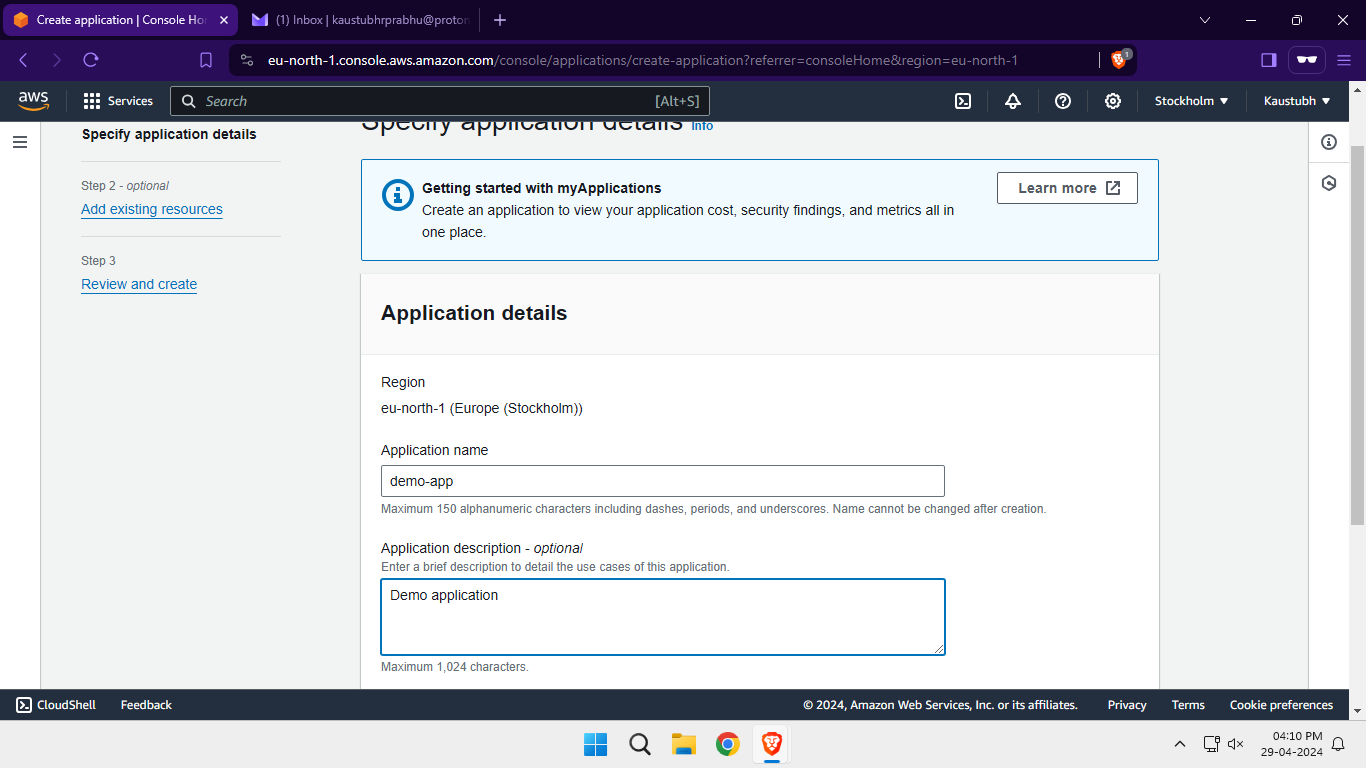 Create application | Console Ho
(1) Inbox | kaustubhrprabhu@proton
eu-north-1.console.aws.amazon.com/console/applications/create-application?referrer=consoleHome&region=eu-north-1
1
aws
Services
Search
[Alt+S]
Stockholm
Kaustubh
Specify application details
Step 2 - optional
Add existing resources
Step 3
Review and create
Specify application details Info
Getting started with myApplications
Create an application to view your application cost, security findings, and metrics all in
one place.
Learn more
Application details
Region
eu-north-1 (Europe (Stockholm))
Application name
demo-app
Maximum 150 alphanumeric characters including dashes, periods, and underscores. Name cannot be changed after creation.
Application description - optional
Enter a brief description to detail the use cases of this application.
Demo application
Maximum 1,024 characters.
CloudShell
Feedback
© 2024, Amazon Web Services, Inc. or its affiliates.
Privacy
Terms
Cookie preferences
04:10 PM
29-04-2024